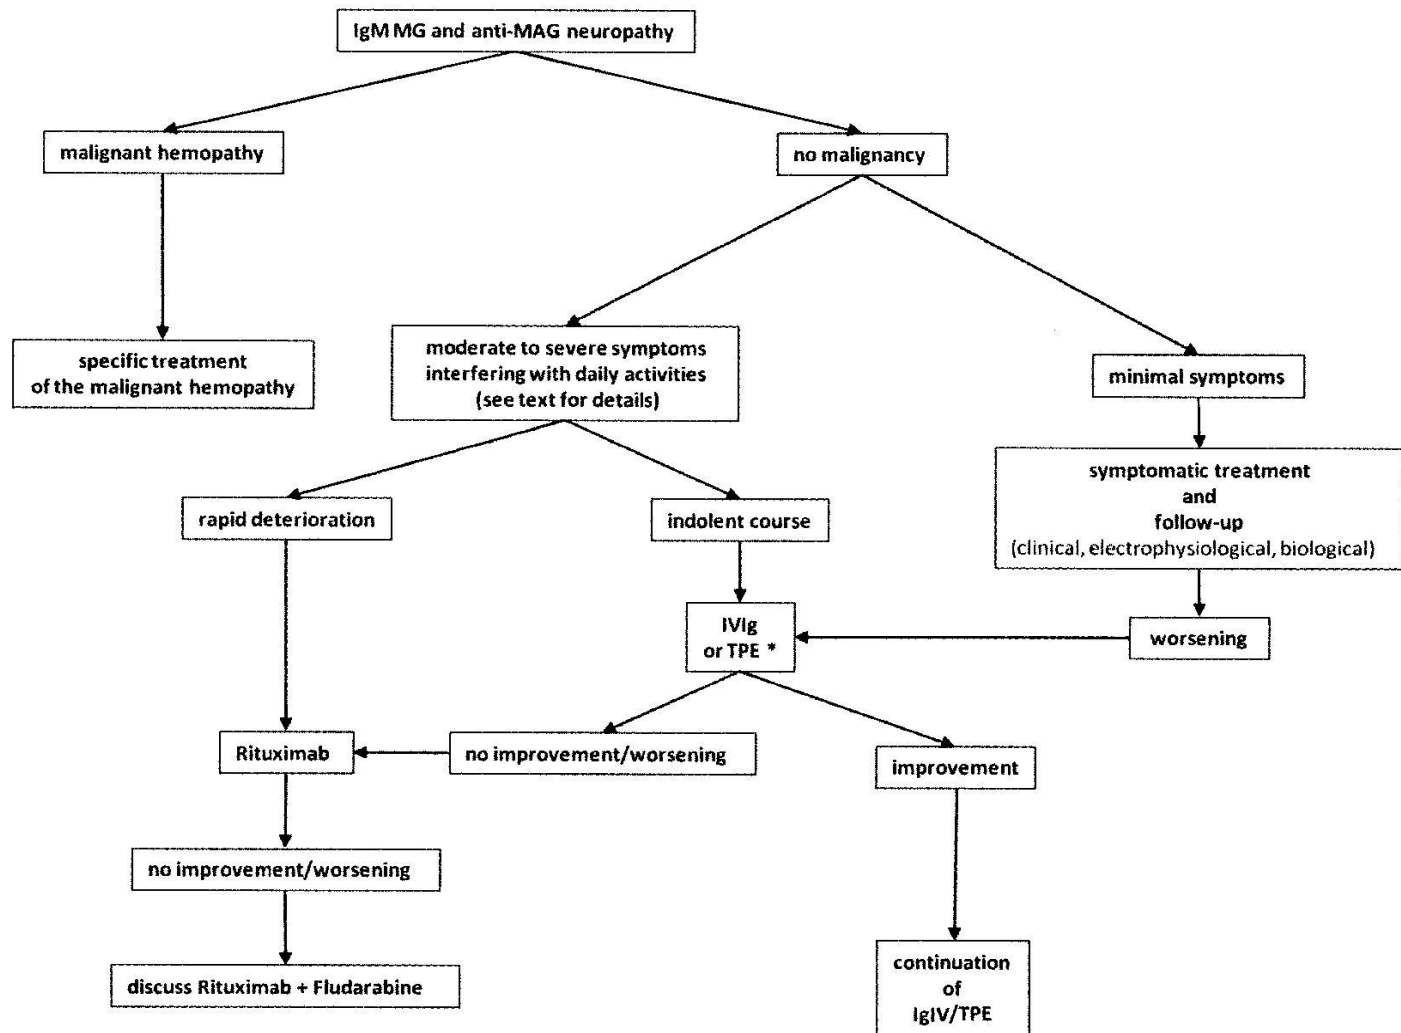 IgM MG and anti-MAG neuropathy
malignant hemopathy
no malignancy
specific treatment
of the malignant hemopathy
moderate to severe symptoms
interfering with daily activities
(see text for details)
minimal symptoms
symptomatic treatment
and
follow-up
(clinical, electrophysiological, biological)
rapid deterioration
indolent course
IVIg
or TPE *
worsening
Rituximab
no improvement/worsening
improvement
no improvement/worsening
discuss Rituximab + Fludarabine
continuation
of
IgIV/TPE